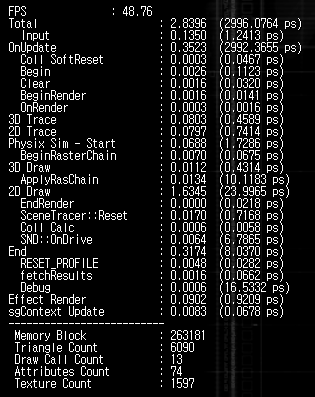 FPS : 48.76
Total : 2.8396 (2996.0764 ps)
Input : 0.1350 (1.2413 ps)
OnUpdate : 0.3523 (2992.3655 ps)
Coll SoftReset : 0.0003 (0.0467 ps)
Begin : 0.0026 (0.1123 ps)
Clear : 0.0016 (0.0320 ps)
BeginRender : 0.0016 (0.0141 ps)
OnRender : 0.0003 (0.0016 ps)
3D Trace : 0.0803 (0.4589 ps)
2D Trace : 0.0797 (0.7414 ps)
Physix Sim - Start : 0.0688 (1.7286 ps)
BeginRasterChain : 0.0070 (0.0675 ps)
3D Draw : 0.0112 (0.4314 ps)
ApplyRasChain : 0.0134 (10.1183 ps)
2D Draw : 1.6345 (23.9965 ps)
EndRender : 0.0000 (0.0218 ps)
SceneTracer::Reset : 0.0170 (0.7168 ps)
Coll Calc : 0.0006 (0.0058 ps)
SND::OnDrive : 0.0064 (6.7865 ps)
End : 0.3174 (8.0370 ps)
RESET_PROFILE : 0.0048 (0.0282 ps)
fetchResults : 0.0016 (0.0662 ps)
Debug : 0.0006 (16.5332 ps)
Effect Render : 0.0902 (0.9209 ps)
sgContext Update : 0.0083 (0.0678 ps)
--------------------------
Memory Block : 263181
Triangle Count : 6090
Draw Call Count : 13
Attributes Count : 74
Texture Count : 1597